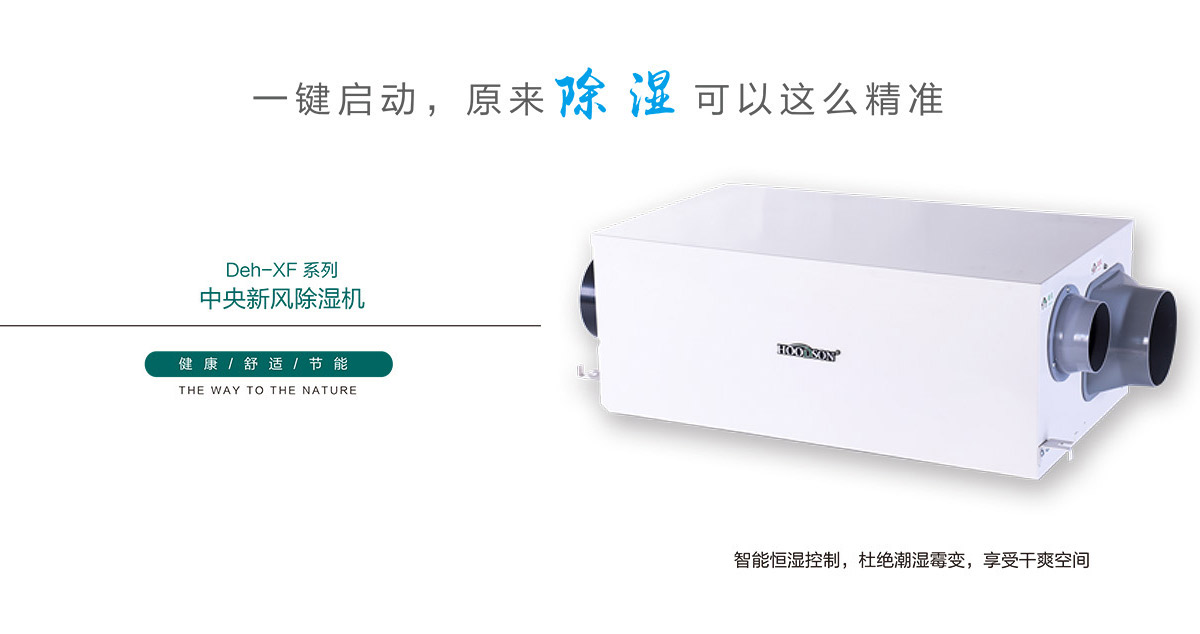 一键启动，原来除湿可以这么精准
Deh-XF 系列
中央新风除湿机
健康/舒适/节能
THE WAY TO THE NATURE
HOODSON®
智能恒湿控制，杜绝潮湿霉变，享受干爽空间